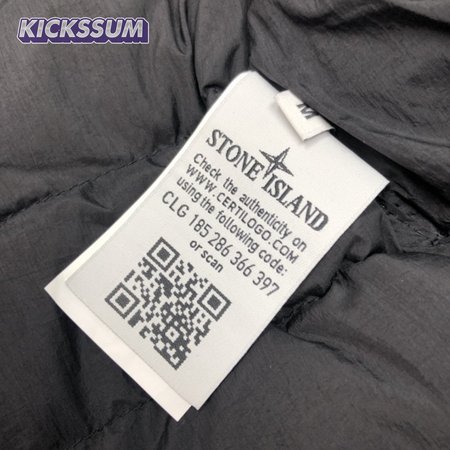 KICKSSUM
M
STONE ISLAND
Check the authenticity on
WWW.CERTILOGO.COM
using the following code:
CLG 185 286 366 397
or scan